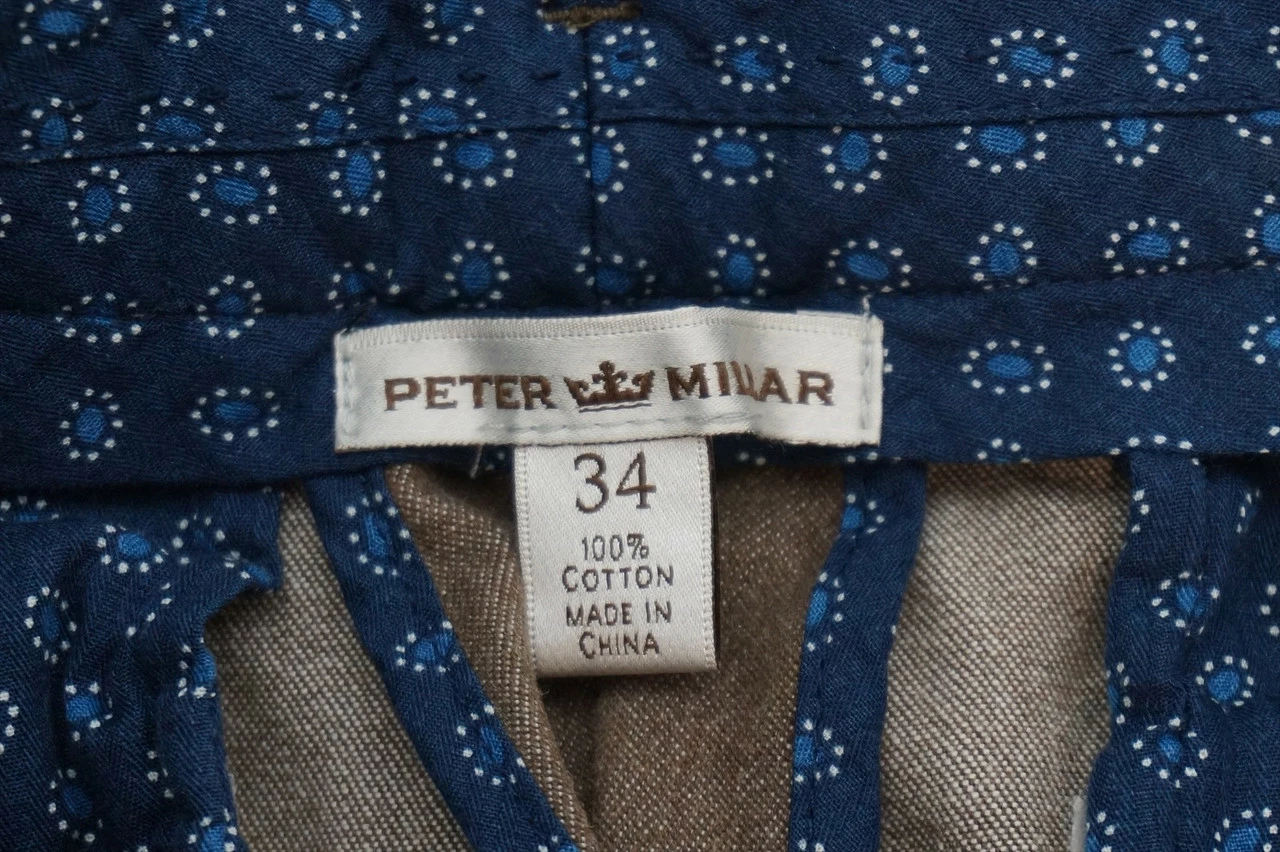 PETER MILLAR
34
100%
COTTON
MADE IN
CHINA